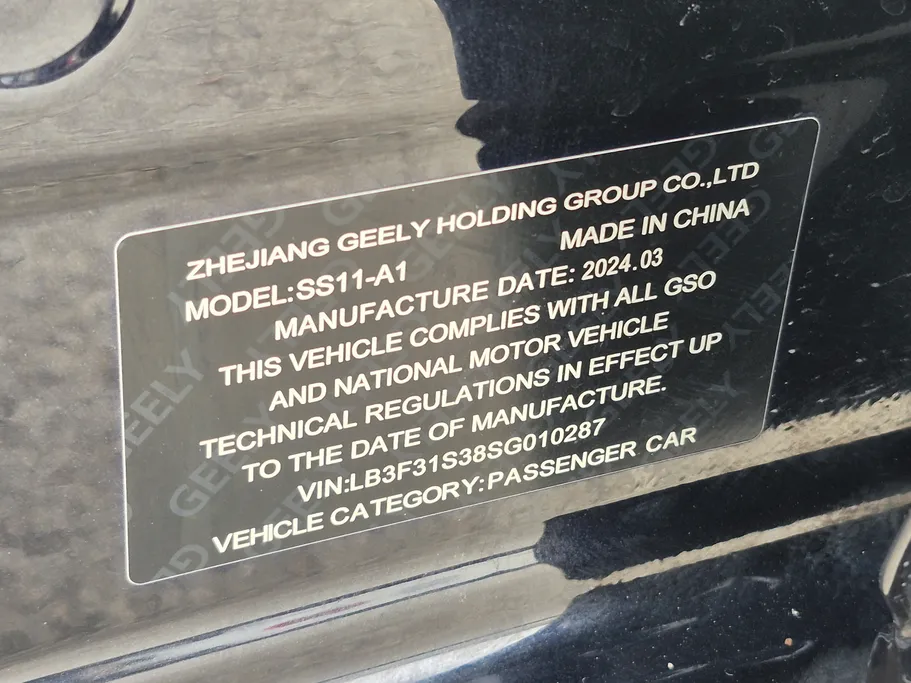 ZHEJIANG GEELY HOLDING GROUP CO.,LTD
MADE IN CHINA
MODEL:SS11-A1
MANUFACTURE DATE: 2024.03
THIS VEHICLE COMPLIES WITH ALL GSO
AND NATIONAL MOTOR VEHICLE
TECHNICAL REGULATIONS IN EFFECT UP
TO THE DATE OF MANUFACTURE.
VIN:LB3F31S38SG010287
VEHICLE CATEGORY:PASSENGER CAR